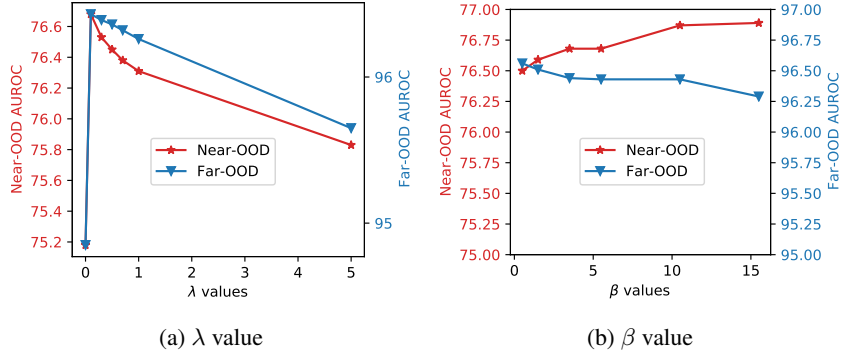 Near-OOD AUROC
76.6
76.4
76.2
76.0
75.8
75.6
75.4
75.2
Near-OOD
Far-OOD
96
95
Far-OOD AUROC
0 1 2 3 4 5
λ values
(a) λ value
Near-OOD AUROC
77.00
76.75
76.50
76.25
76.00
75.75
75.50
75.25
75.00
Near-OOD
Far-OOD
97.00
96.75
96.50
96.25
96.00
95.75
95.50
95.25
95.00
Far-OOD AUROC
0 5 10 15
β values
(b) β value